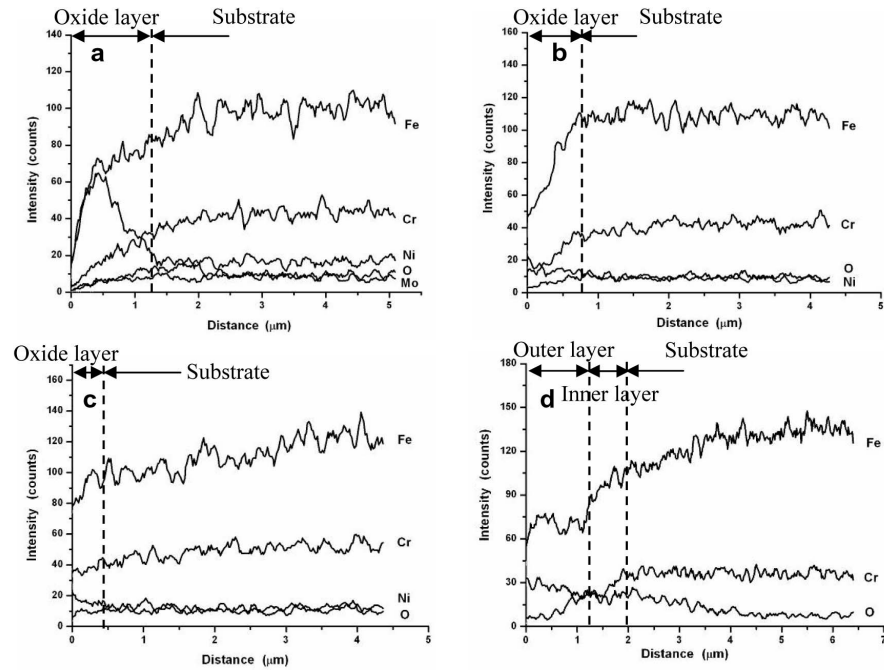 Oxide layer Substrate
a
140
120
100
80
60
40
20
0
Intensity (counts)
Fe
Cr
Ni
O
Mo
0 1 2 3 4 5
Distance (μm)
Oxide layer Substrate
b
160
140
120
100
80
60
40
20
0
Intensity (counts)
Fe
Cr
O
Ni
0 1 2 3 4 5
Distance (μm)
Oxide layer
Substrate
c
160
140
120
100
80
60
40
20
0
Intensity (counts)
Fe
Cr
Ni
O
0 1 2 3 4 5
Distance (μm)
Outer layer Substrate
Inner layer
d
180
150
120
90
60
30
0
Intensity (counts)
Fe
Cr
O
0 1 2 3 4 5 6 7
Distance (μm)